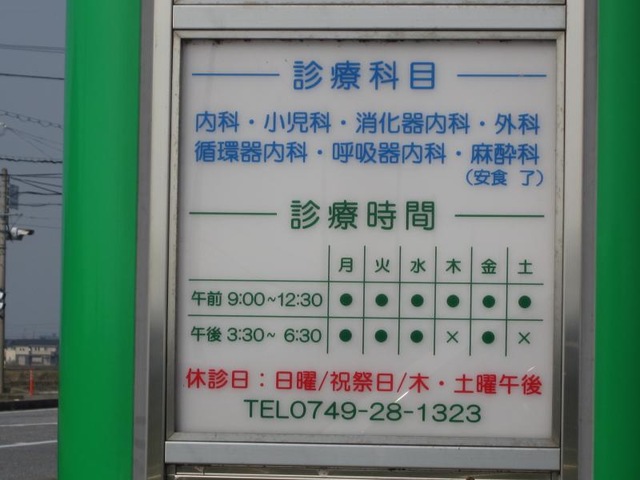 診療科目
内科・小児科・消化器内科・外科
循環器内科・呼吸器内科・麻酔科
(安食 了)
診療時間
月 火 水 木 金 土
午前 9:00~12:30 ● ● ● ● ● ●
午後 3:30~ 6:30 ● ● ● × ● ×
休診日：日曜/祝祭日/木・土曜午後
TEL0749-28-1323